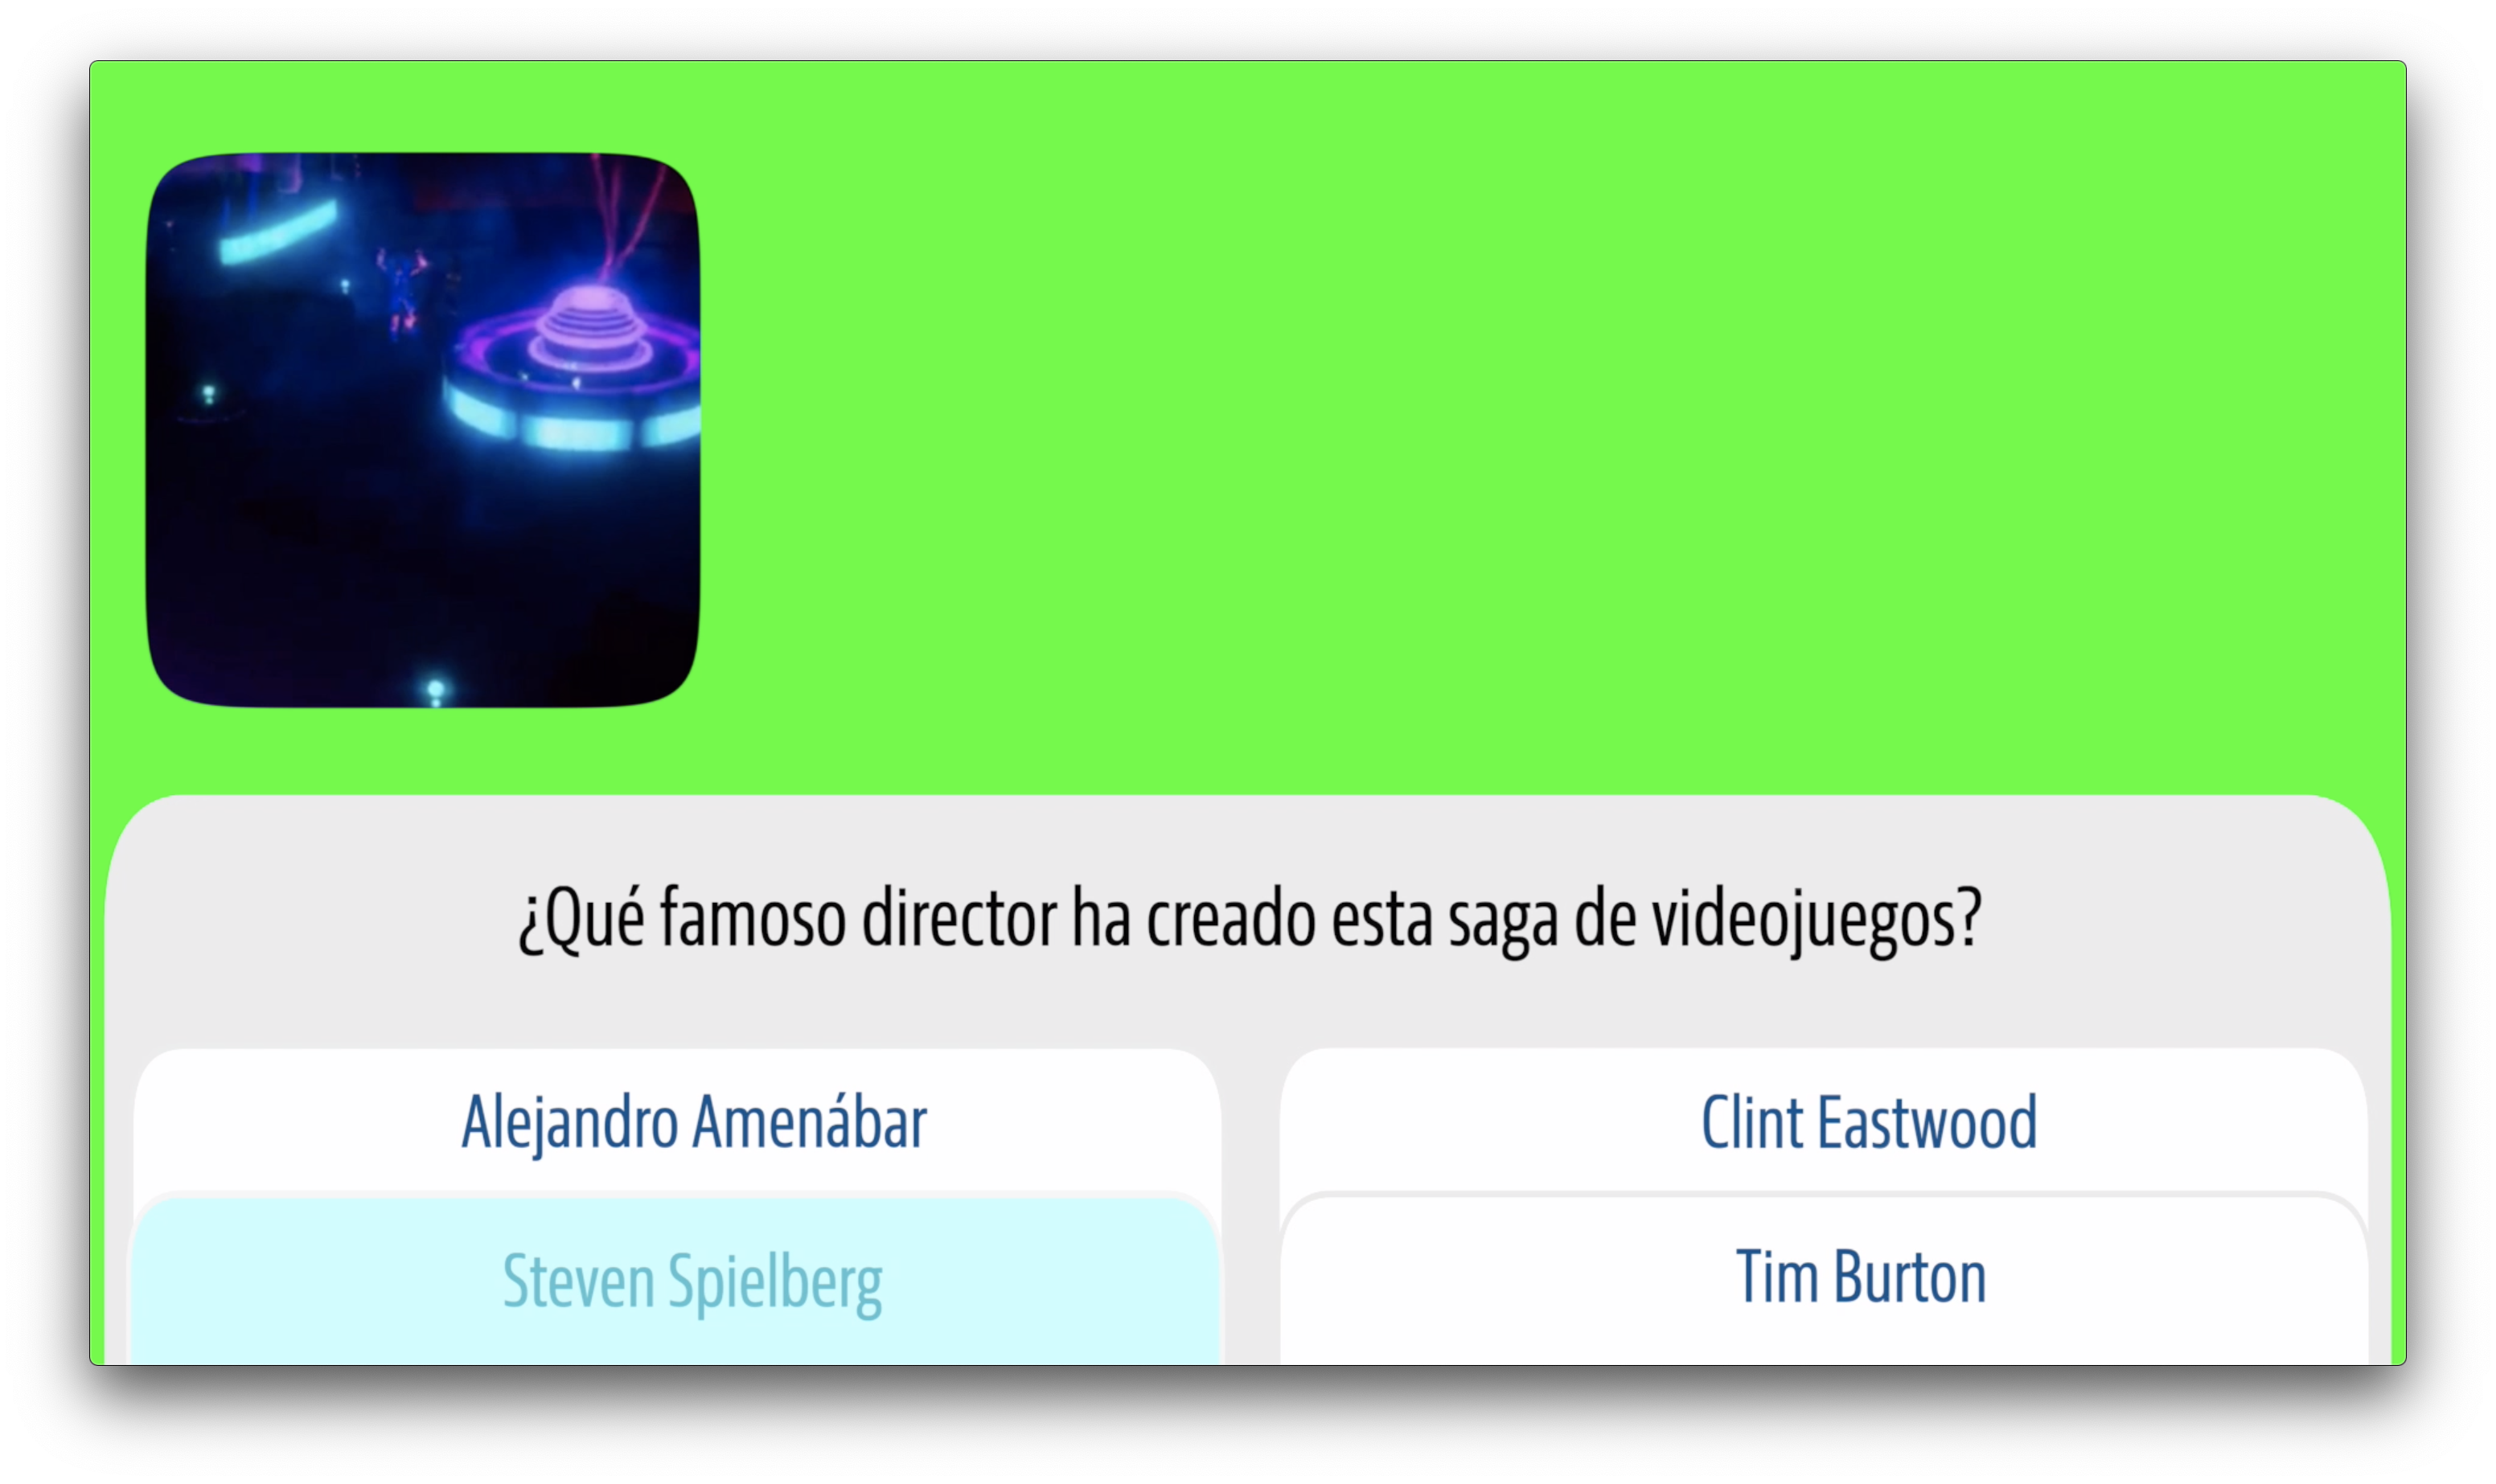 ¿Qué famoso director ha creado esta saga de videojuegos?
Alejandro Amenábar
Clint Eastwood
Steven Spielberg
Tim Burton